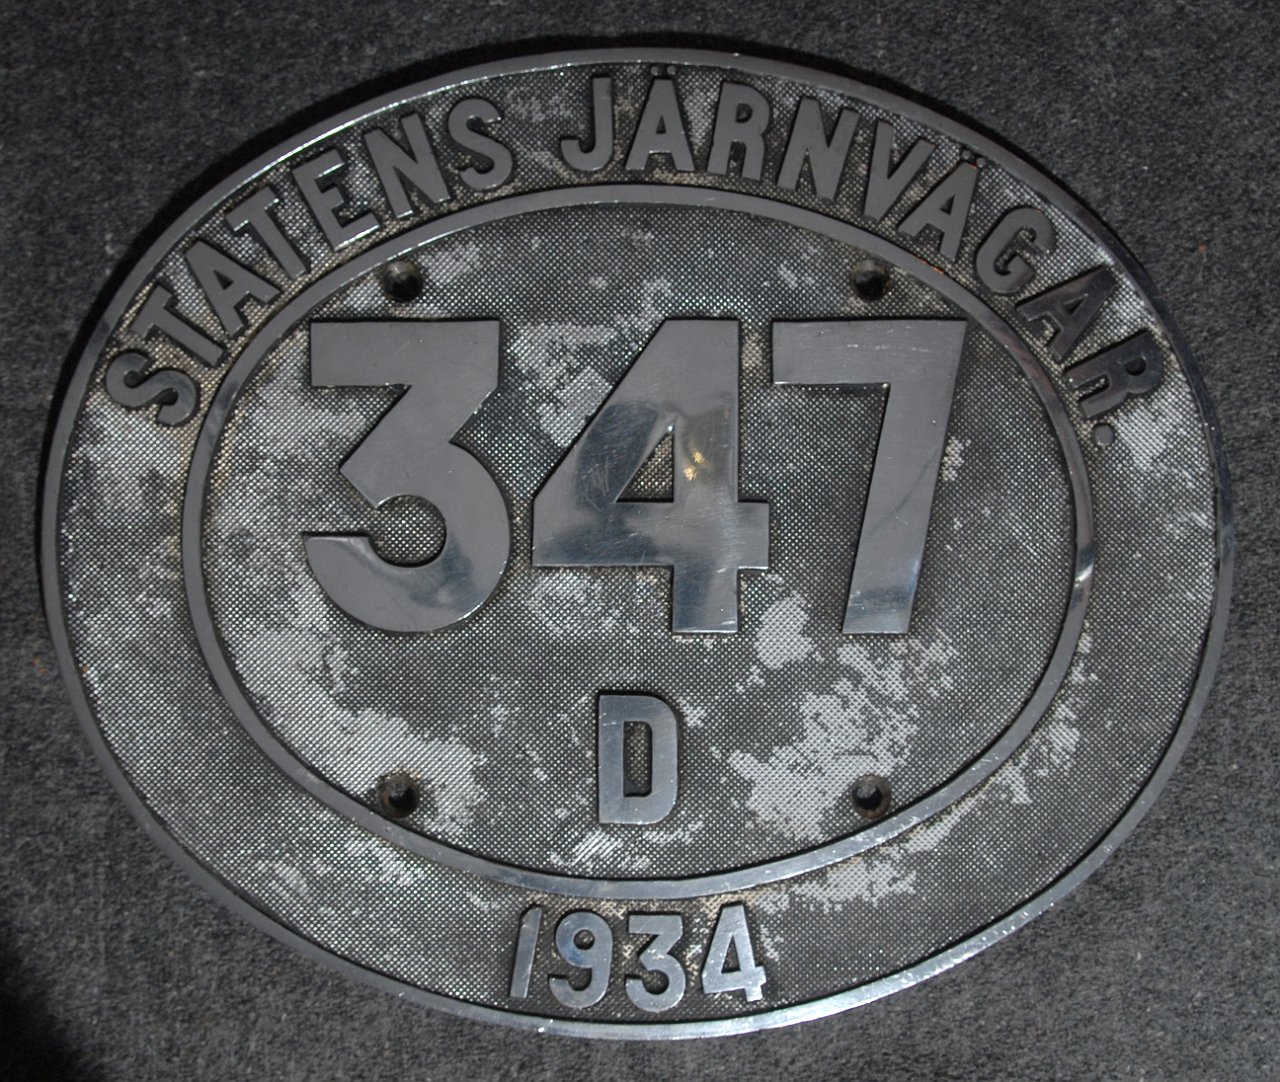 STATENS JÄRNVÄGAR.
347
D
1934